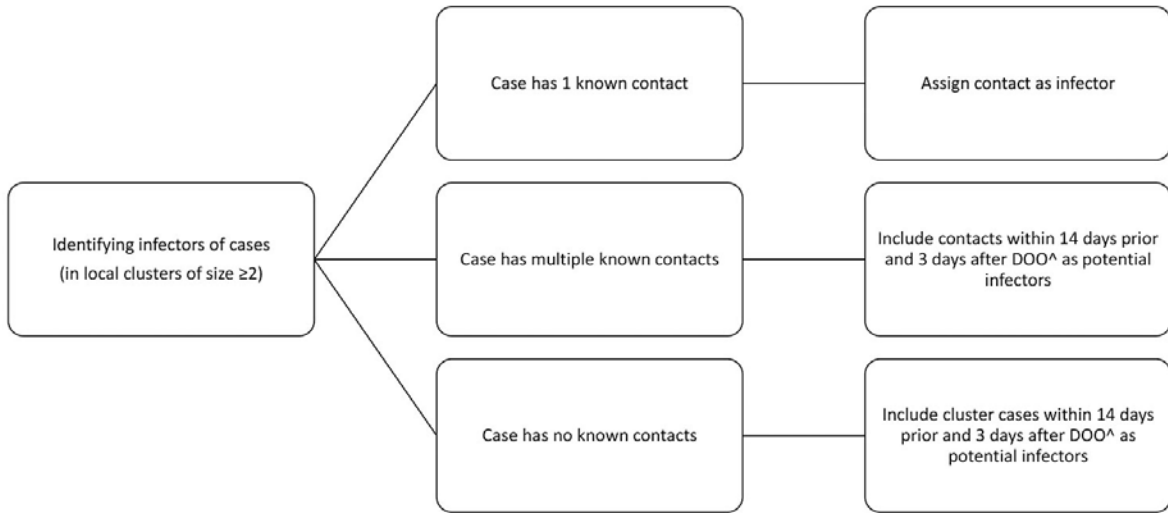 Case has 1 known contact
Assign contact as infector
Identifying infectors of cases
(in local clusters of size ≥2)
Case has multiple known contacts
Include contacts within 14 days prior
and 3 days after DOO^ as potential
infectors
Case has no known contacts
Include cluster cases within 14 days
prior and 3 days after DOO^ as
potential infectors